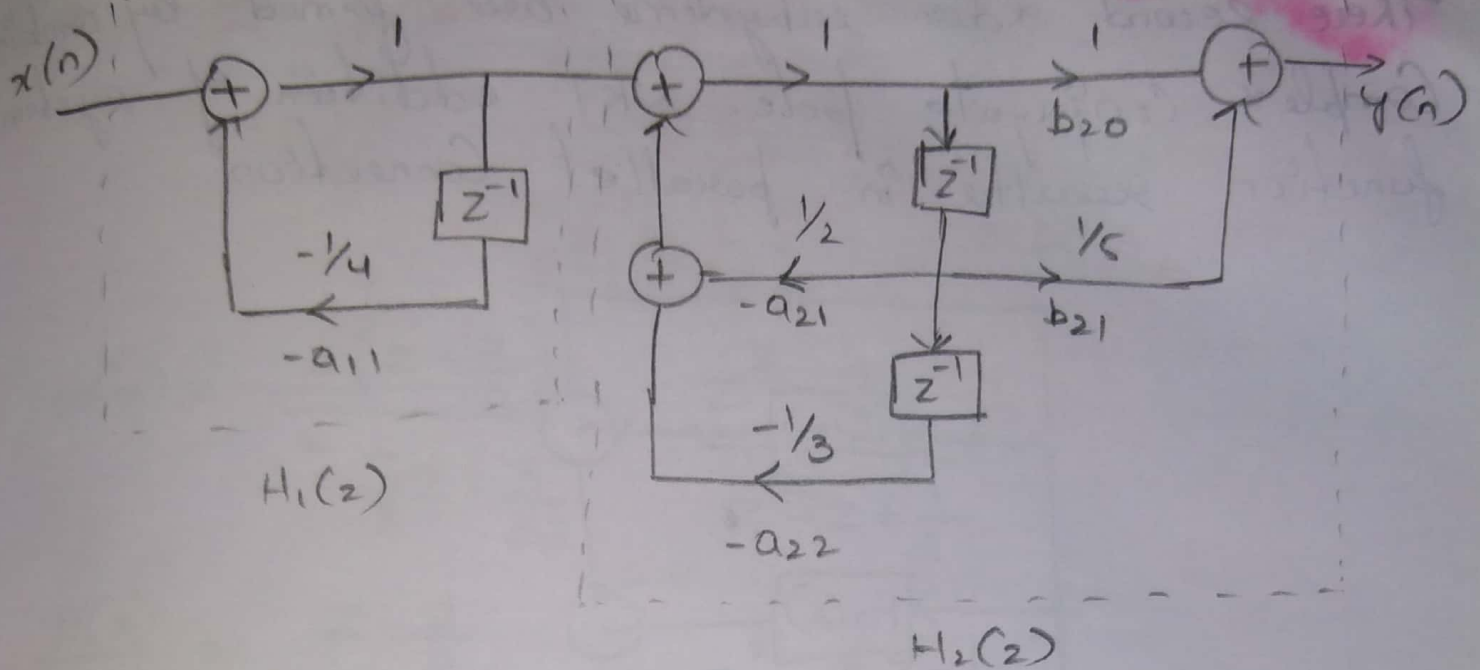 x(n) 1 1 1 y(n)
b20
z⁻¹ z⁻¹
-1/4 1/2 1/5
-a11 -a21 b21
z⁻¹
-1/3
H₁(z)
-a22
H₂(z)